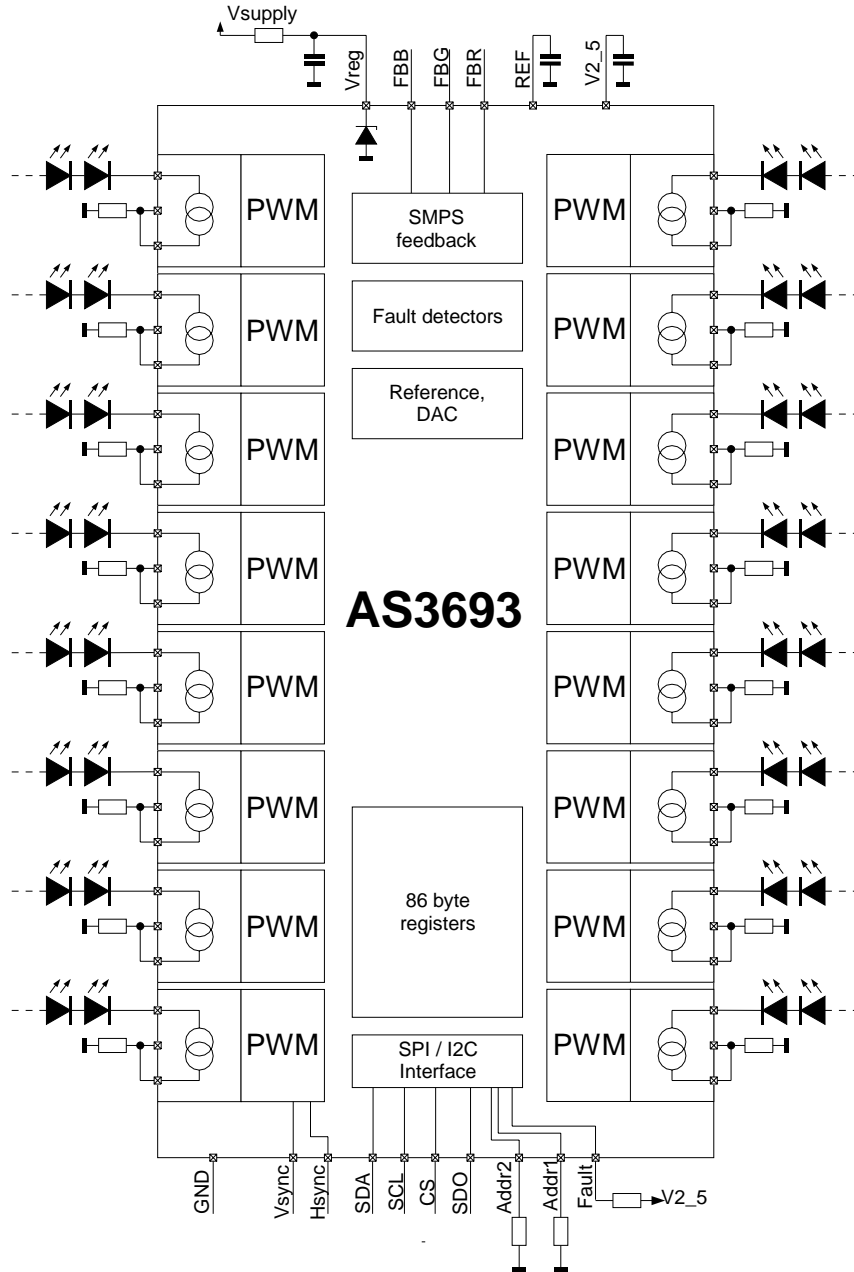 Vsupply
Vreg
FBB
FBG
FBR
REF
V2_5
PWM
PWM
SMPS
feedback
PWM
PWM
Fault detectors
Reference,
DAC
PWM
PWM
PWM
PWM
AS3693
PWM
PWM
PWM
PWM
86 byte
registers
PWM
PWM
PWM
PWM
SPI / I2C
Interface
GND
Vsync
Hsync
SDA
SCL
CS
SDO
Addr2
Addr1
Fault
V2_5
-